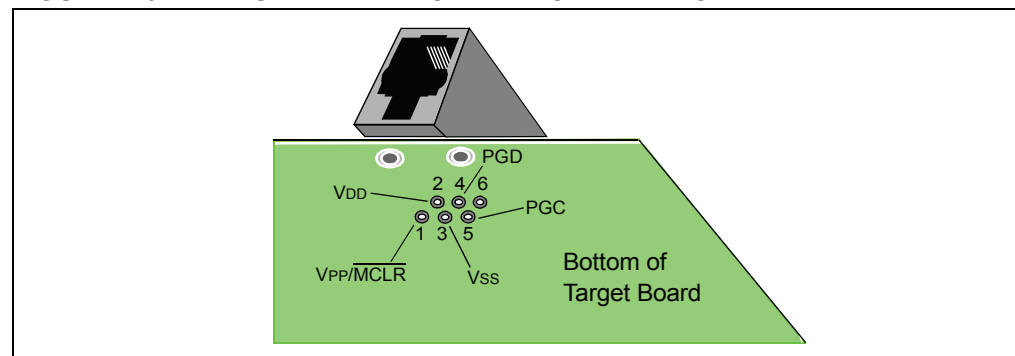 PGD
2 4 6
VDD
PGC
1 3 5
VPP/MCLR
VSS
Bottom of
Target Board